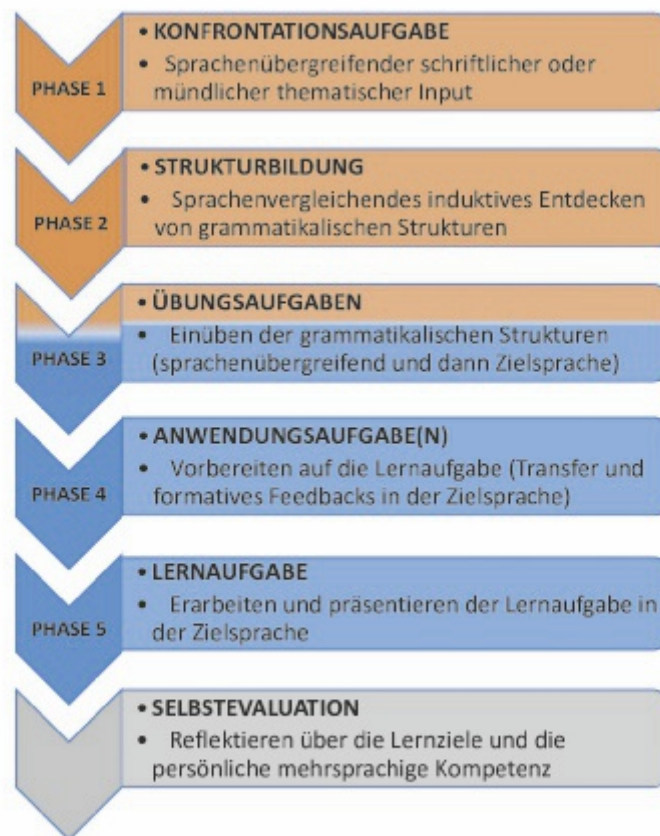 • KONFRONTATIONSAUFGABE
PHASE 1
• Sprachenübergreifender schriftlicher oder
mündlicher thematischer Input
• STRUKTURBILDUNG
PHASE 2
• Sprachenvergleichendes induktives Entdecken
von grammatikalischen Strukturen
• ÜBUNGSAUFGABEN
PHASE 3
• Einüben der grammatikalischen Strukturen
(sprachenübergreifend und dann Zielsprache)
• ANWENDUNGSAUFGABE(N)
PHASE 4
• Vorbereiten auf die Lernaufgabe (Transfer und
formatives Feedbacks in der Zielsprache)
• LERNAUFGABE
PHASE 5
• Erarbeiten und präsentieren der Lernaufgabe in
der Zielsprache
• SELBSTEVALUATION
• Reflektieren über die Lernziele und die
persönliche mehrsprachige Kompetenz